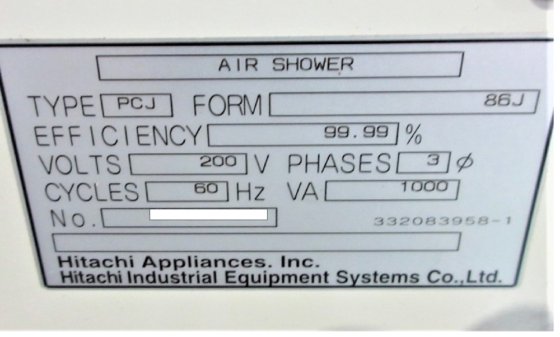 AIR SHOWER
TYPE PCJ FORM 86J
EFFICIENCY 99.99 %
VOLTS 200 V PHASES 3 ϕ
CYCLES 60 Hz VA 1000
No. 332083958-1
Hitachi Appliances. Inc.
Hitachi Industrial Equipment Systems Co.,Ltd.